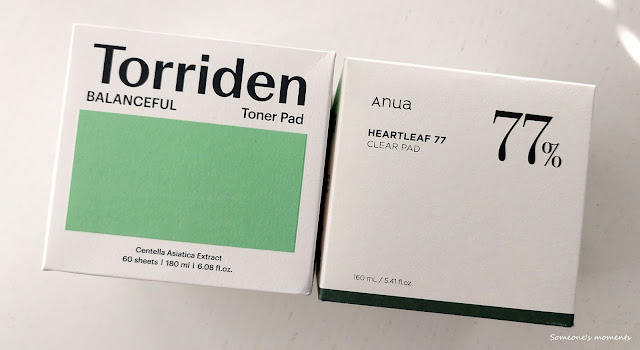 Torriden
BALANCEFUL
Toner Pad
Centella Asiatica Extract
60 sheets I 180 ml I 6.08 fl.oz.
Anua
HEARTLEAF 77
CLEAR PAD
77%
160 mL / 5.41 fl.oz.
Someone's moments